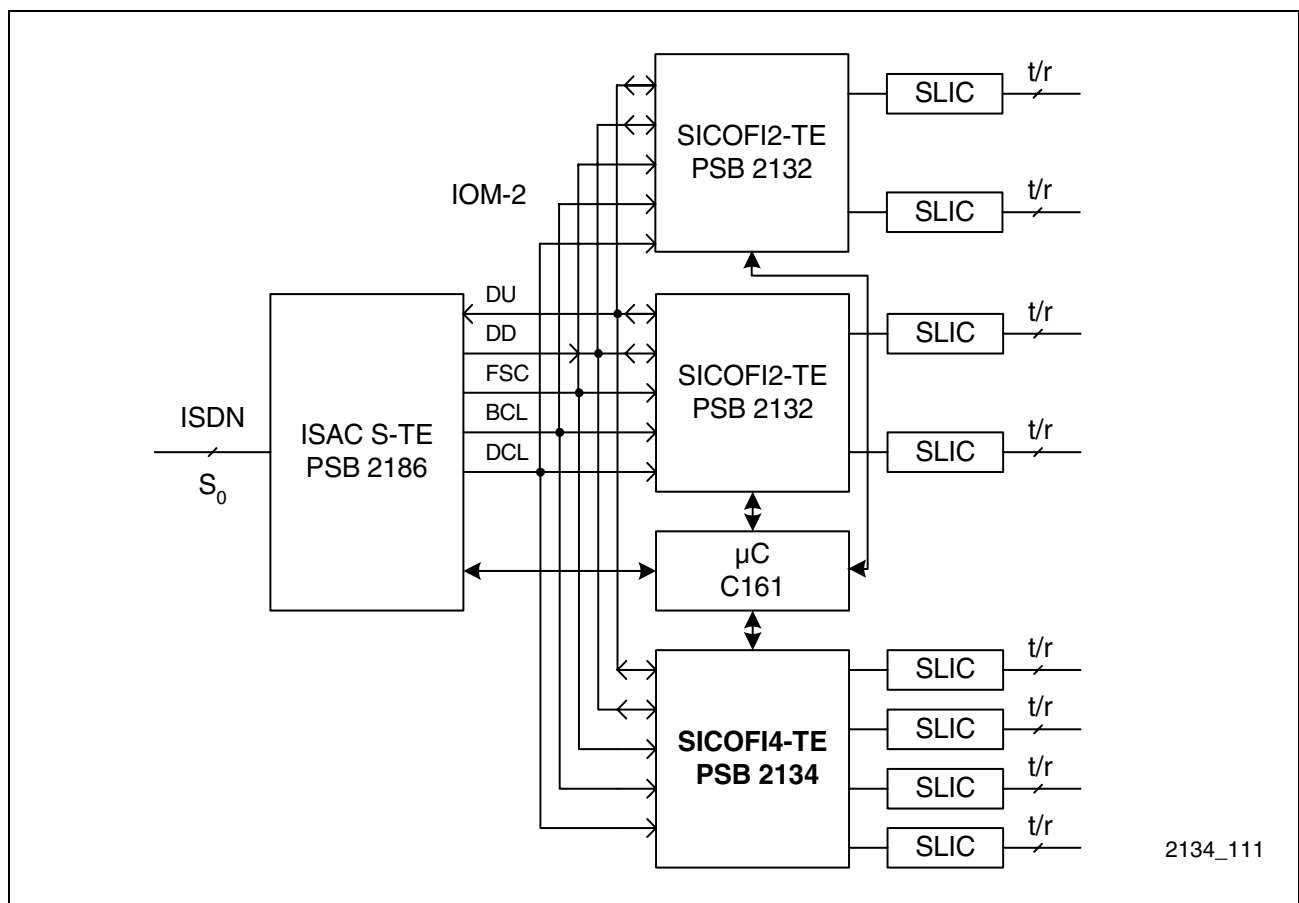 t/r
SLIC
SICOFI2-TE
PSB 2132
IOM-2
t/r
SLIC
DU
DD
FSC
BCL
DCL
ISDN
S0
ISAC S-TE
PSB 2186
t/r
SLIC
SICOFI2-TE
PSB 2132
t/r
SLIC
µC
C161
t/r
SLIC
SICOFI4-TE
PSB 2134
t/r
SLIC
t/r
SLIC
t/r
SLIC
2134_111